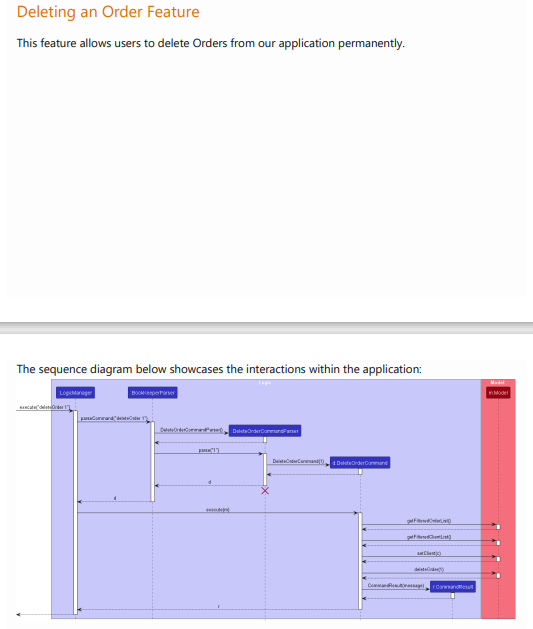 Deleting an Order Feature
This feature allows users to delete Orders from our application permanently.
The sequence diagram below showcases the interactions within the application:
Logic
Model
LogicManager
BookKeeperParser
m:Model
execute("deleteOrder 1")
parseCommand("deleteOrder 1")
DeleteOrderCommandParser()
DeleteOrderCommandParser
parse("1")
DeleteOrderCommand(1)
d:DeleteOrderCommand
d
d
execute(m)
getFilteredOrderList()
getFilteredClientList()
setClient(c)
deleteOrder(1)
CommandResult(message)
r:CommandResult
r